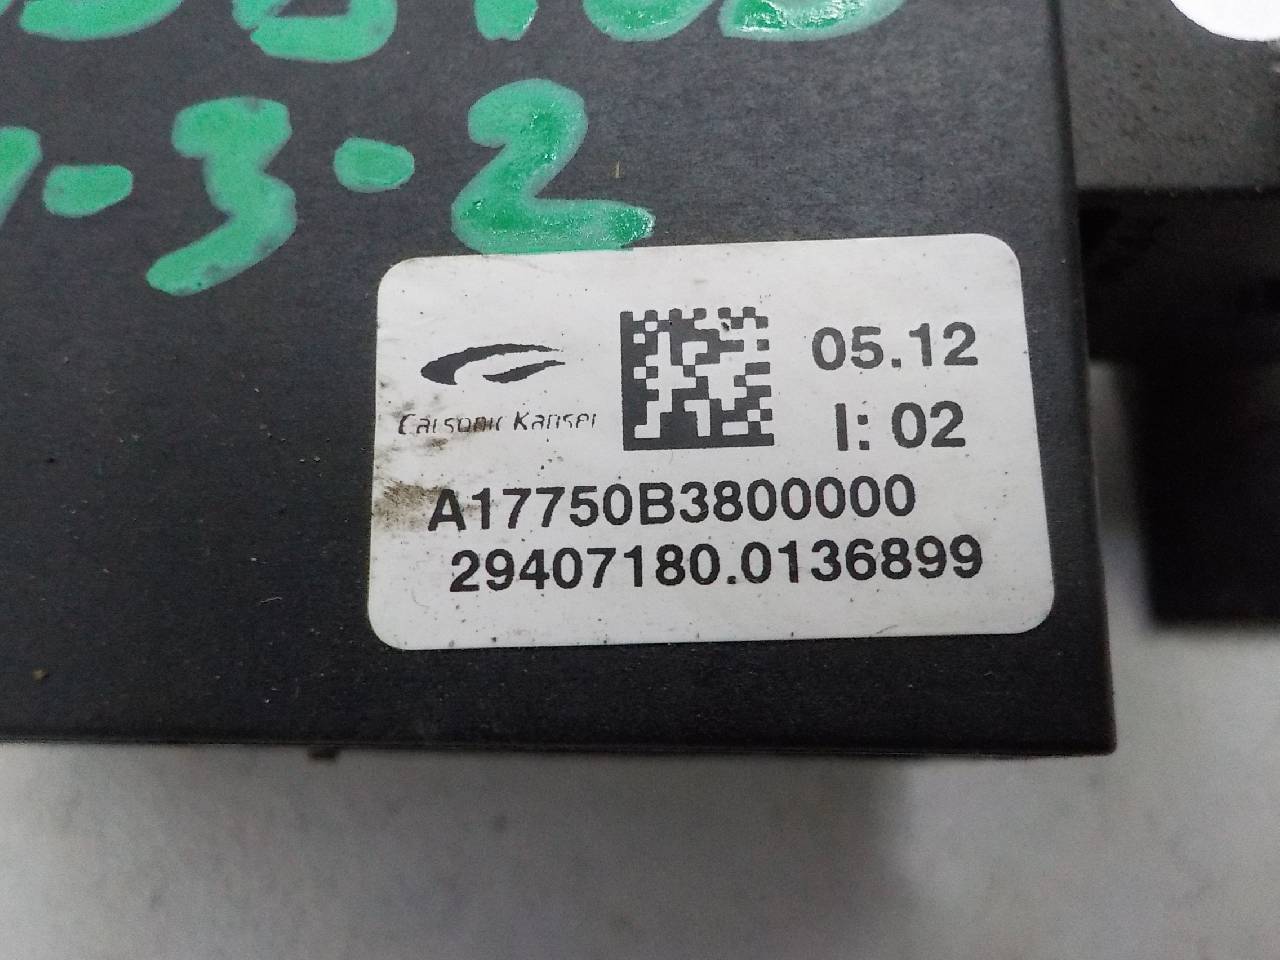 -3-2
05.12
Calsonic Kansei
I: 02
A17750B3800000
29407180.0136899